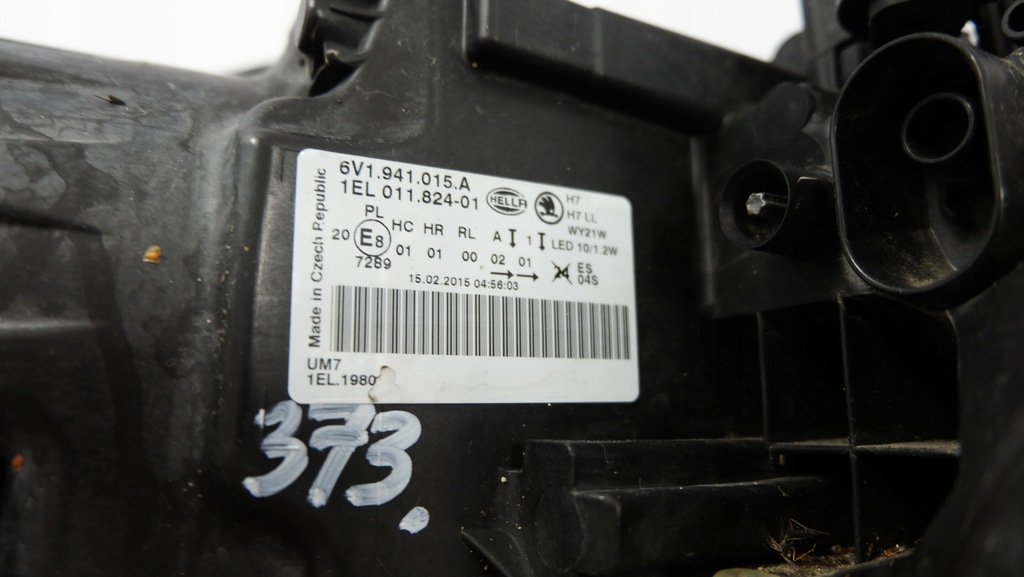 6V1.941.015.A
1EL 011.824-01
HELLA
H7
H7 LL
WY21W
LED 10/1.2W
PL
HC HR RL A 1
20 E8 01 01 00 02 01
7289
24 ES
04S
15.02.2015 04:56:03
Made in Czech Republic
UM7
1EL.1980
373.